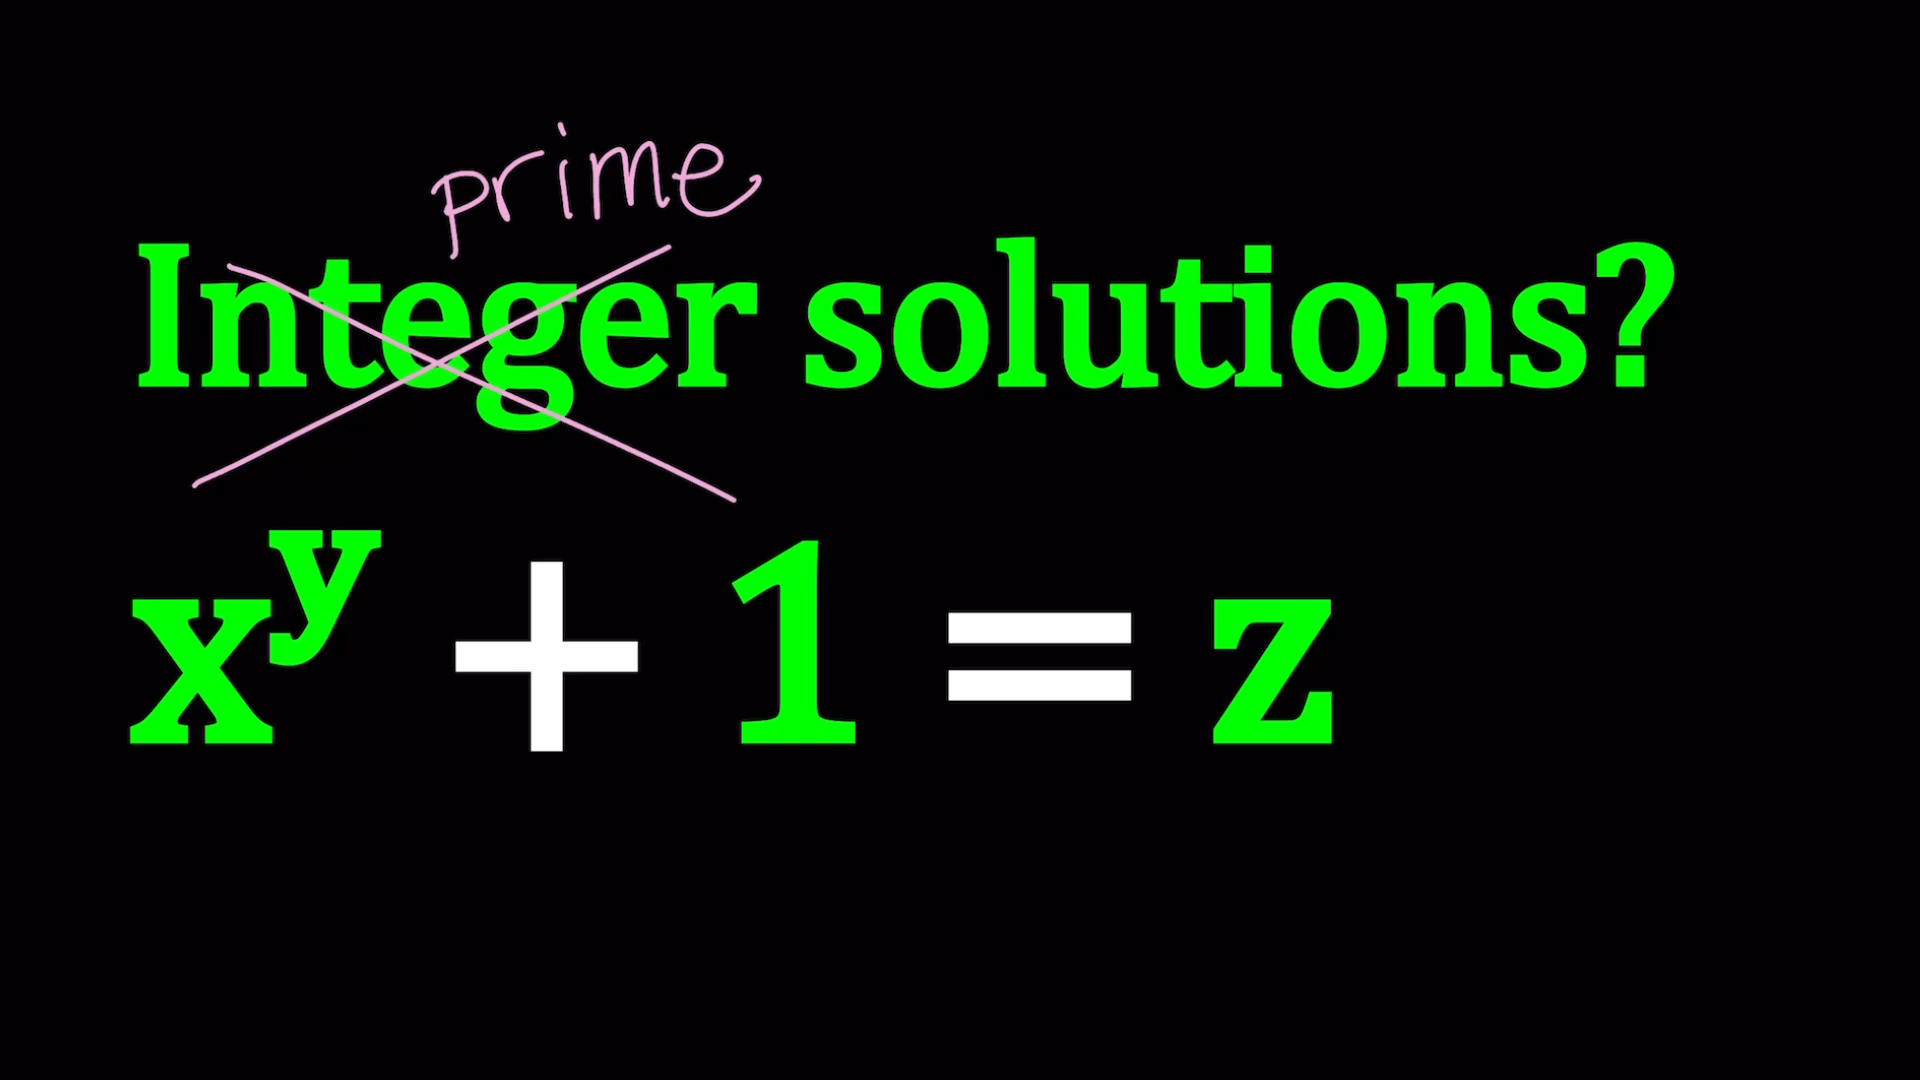 prime
Integer solutions?
x^y + 1 = z